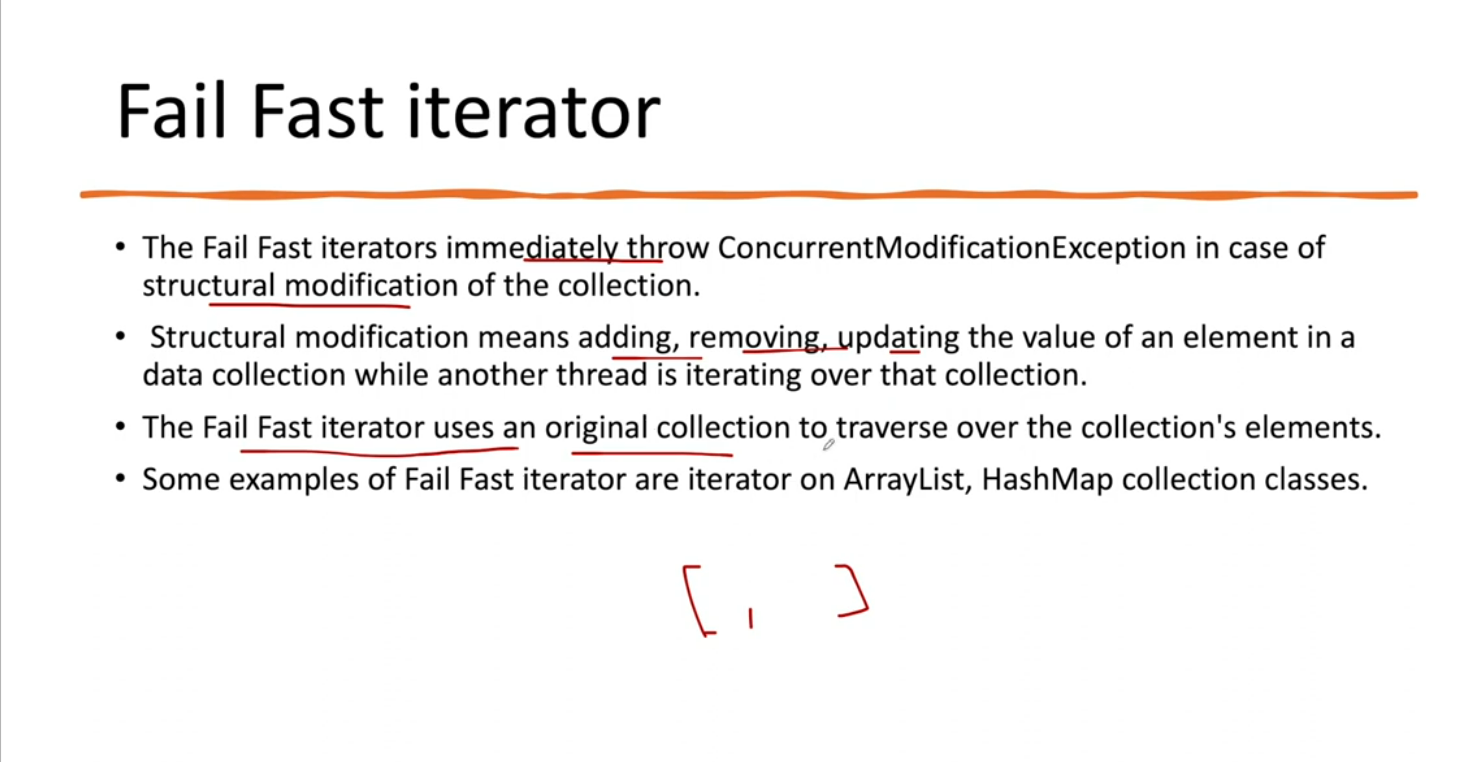 Fail Fast iterator
• The Fail Fast iterators immediately throw ConcurrentModificationException in case of
structural modification of the collection.
• Structural modification means adding, removing, updating the value of an element in a
data collection while another thread is iterating over that collection.
• The Fail Fast iterator uses an original collection to traverse over the collection's elements.
• Some examples of Fail Fast iterator are iterator on ArrayList, HashMap collection classes.
[ , ]